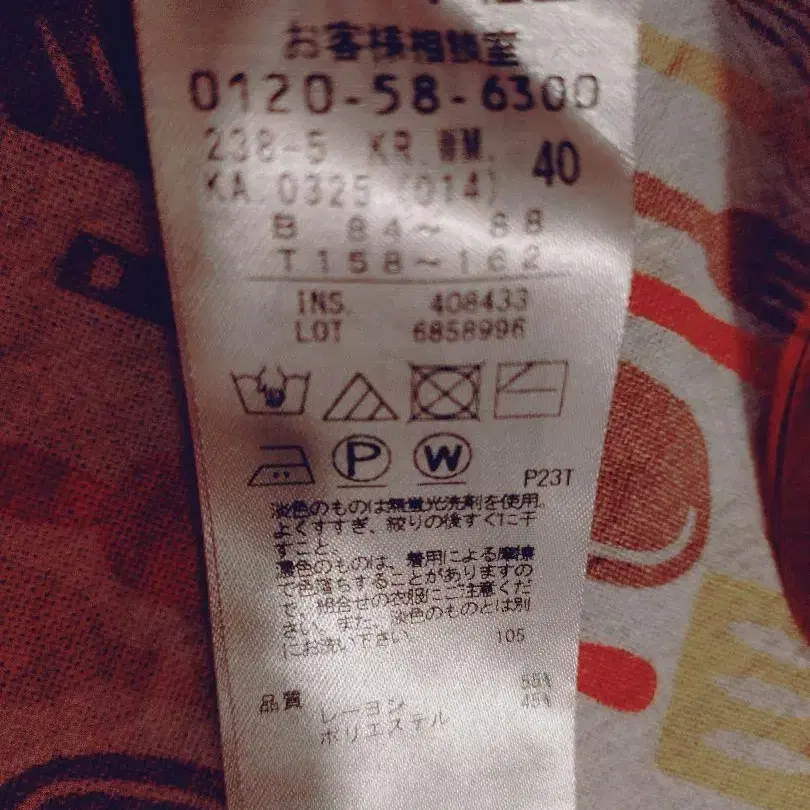 お客様相談室
0120-58-6300
238-5 KR.WM. 40
KA.0325 (014)
B 84~ 88
T 158~162
INS. 408433
LOT 6858996
P
W
P23T
淡色のものは無蛍光洗剤を使用。
よくすすぎ、絞りの後すぐに干
すこと。
濃色のものは、着用による摩擦
で色落ちすることがありますの
で、組合せの衣服にご注意くだ
さい。また、淡色のものとは別
にお洗い下さい。 105
品質
レーヨン 55%
ポリエステル 45%